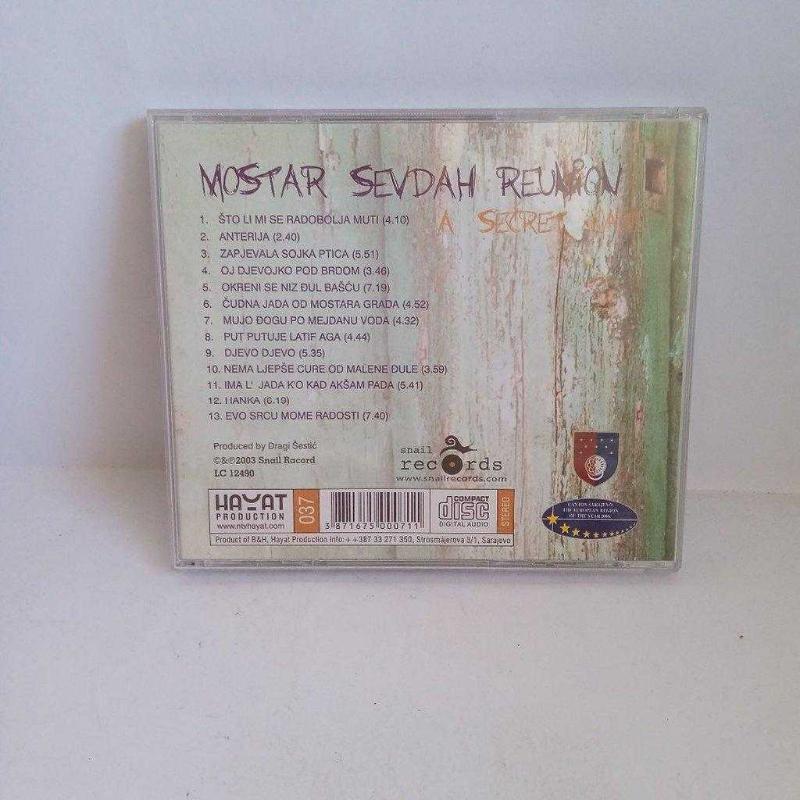 MOSTAR SEVDAH REUNION
A SECRET
1. ŠTO LI MI SE RADOBOLJA MUTI (4.10)
2. ANTERIJA (2.40)
3. ZAPJEVALA SOJKA PTICA (5.51)
4. OJ DJEVOJKO POD BRDOM (3.46)
5. OKRENI SE NIZ ĐUL BAŠĆU (7.19)
6. ČUDNA JADA OD MOSTARA GRADA (4.52)
7. MUJO ĐOGU PO MEJDANU VODA (4.32)
8. PUT PUTUJE LATIF AGA (4.44)
9. DJEVO DJEVO (5.35)
10. NEMA LJEPŠE CURE OD MALENE ĐULE (3.59)
11. IMA L' JADA K'O KAD AKŠAM PADA (5.41)
12. HANKA (6.19)
13. EVO SRCU MOME RADOSTI (7.40)
Produced by Dragi Šestić
©&℗2003 Snail Record
LC 12490
snail
records
www.snailrecords.com
HAYAT
PRODUCTION
037
3 871675 000711
COMPACT
disc
DIGITAL AUDIO
STEREO
Product of B&H, Hayat Production info:+ +387 33 271 350, Strosmajerova 3/1, Sarajevo